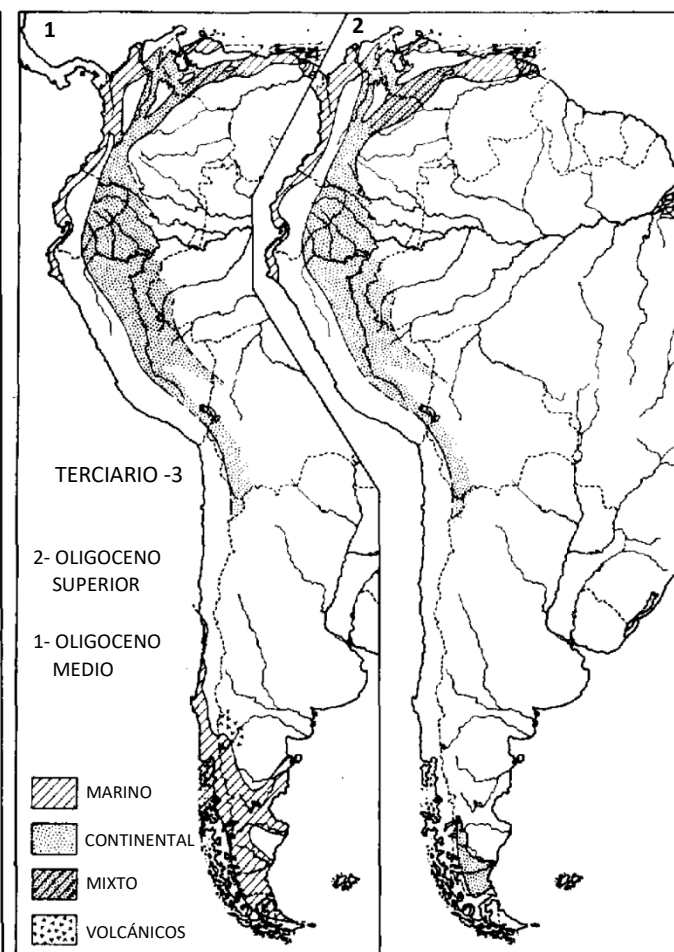 1
2
TERCIARIO -3
2- OLIGOCENO
SUPERIOR
1- OLIGOCENO
MEDIO
MARINO
CONTINENTAL
MIXTO
VOLCÁNICOS